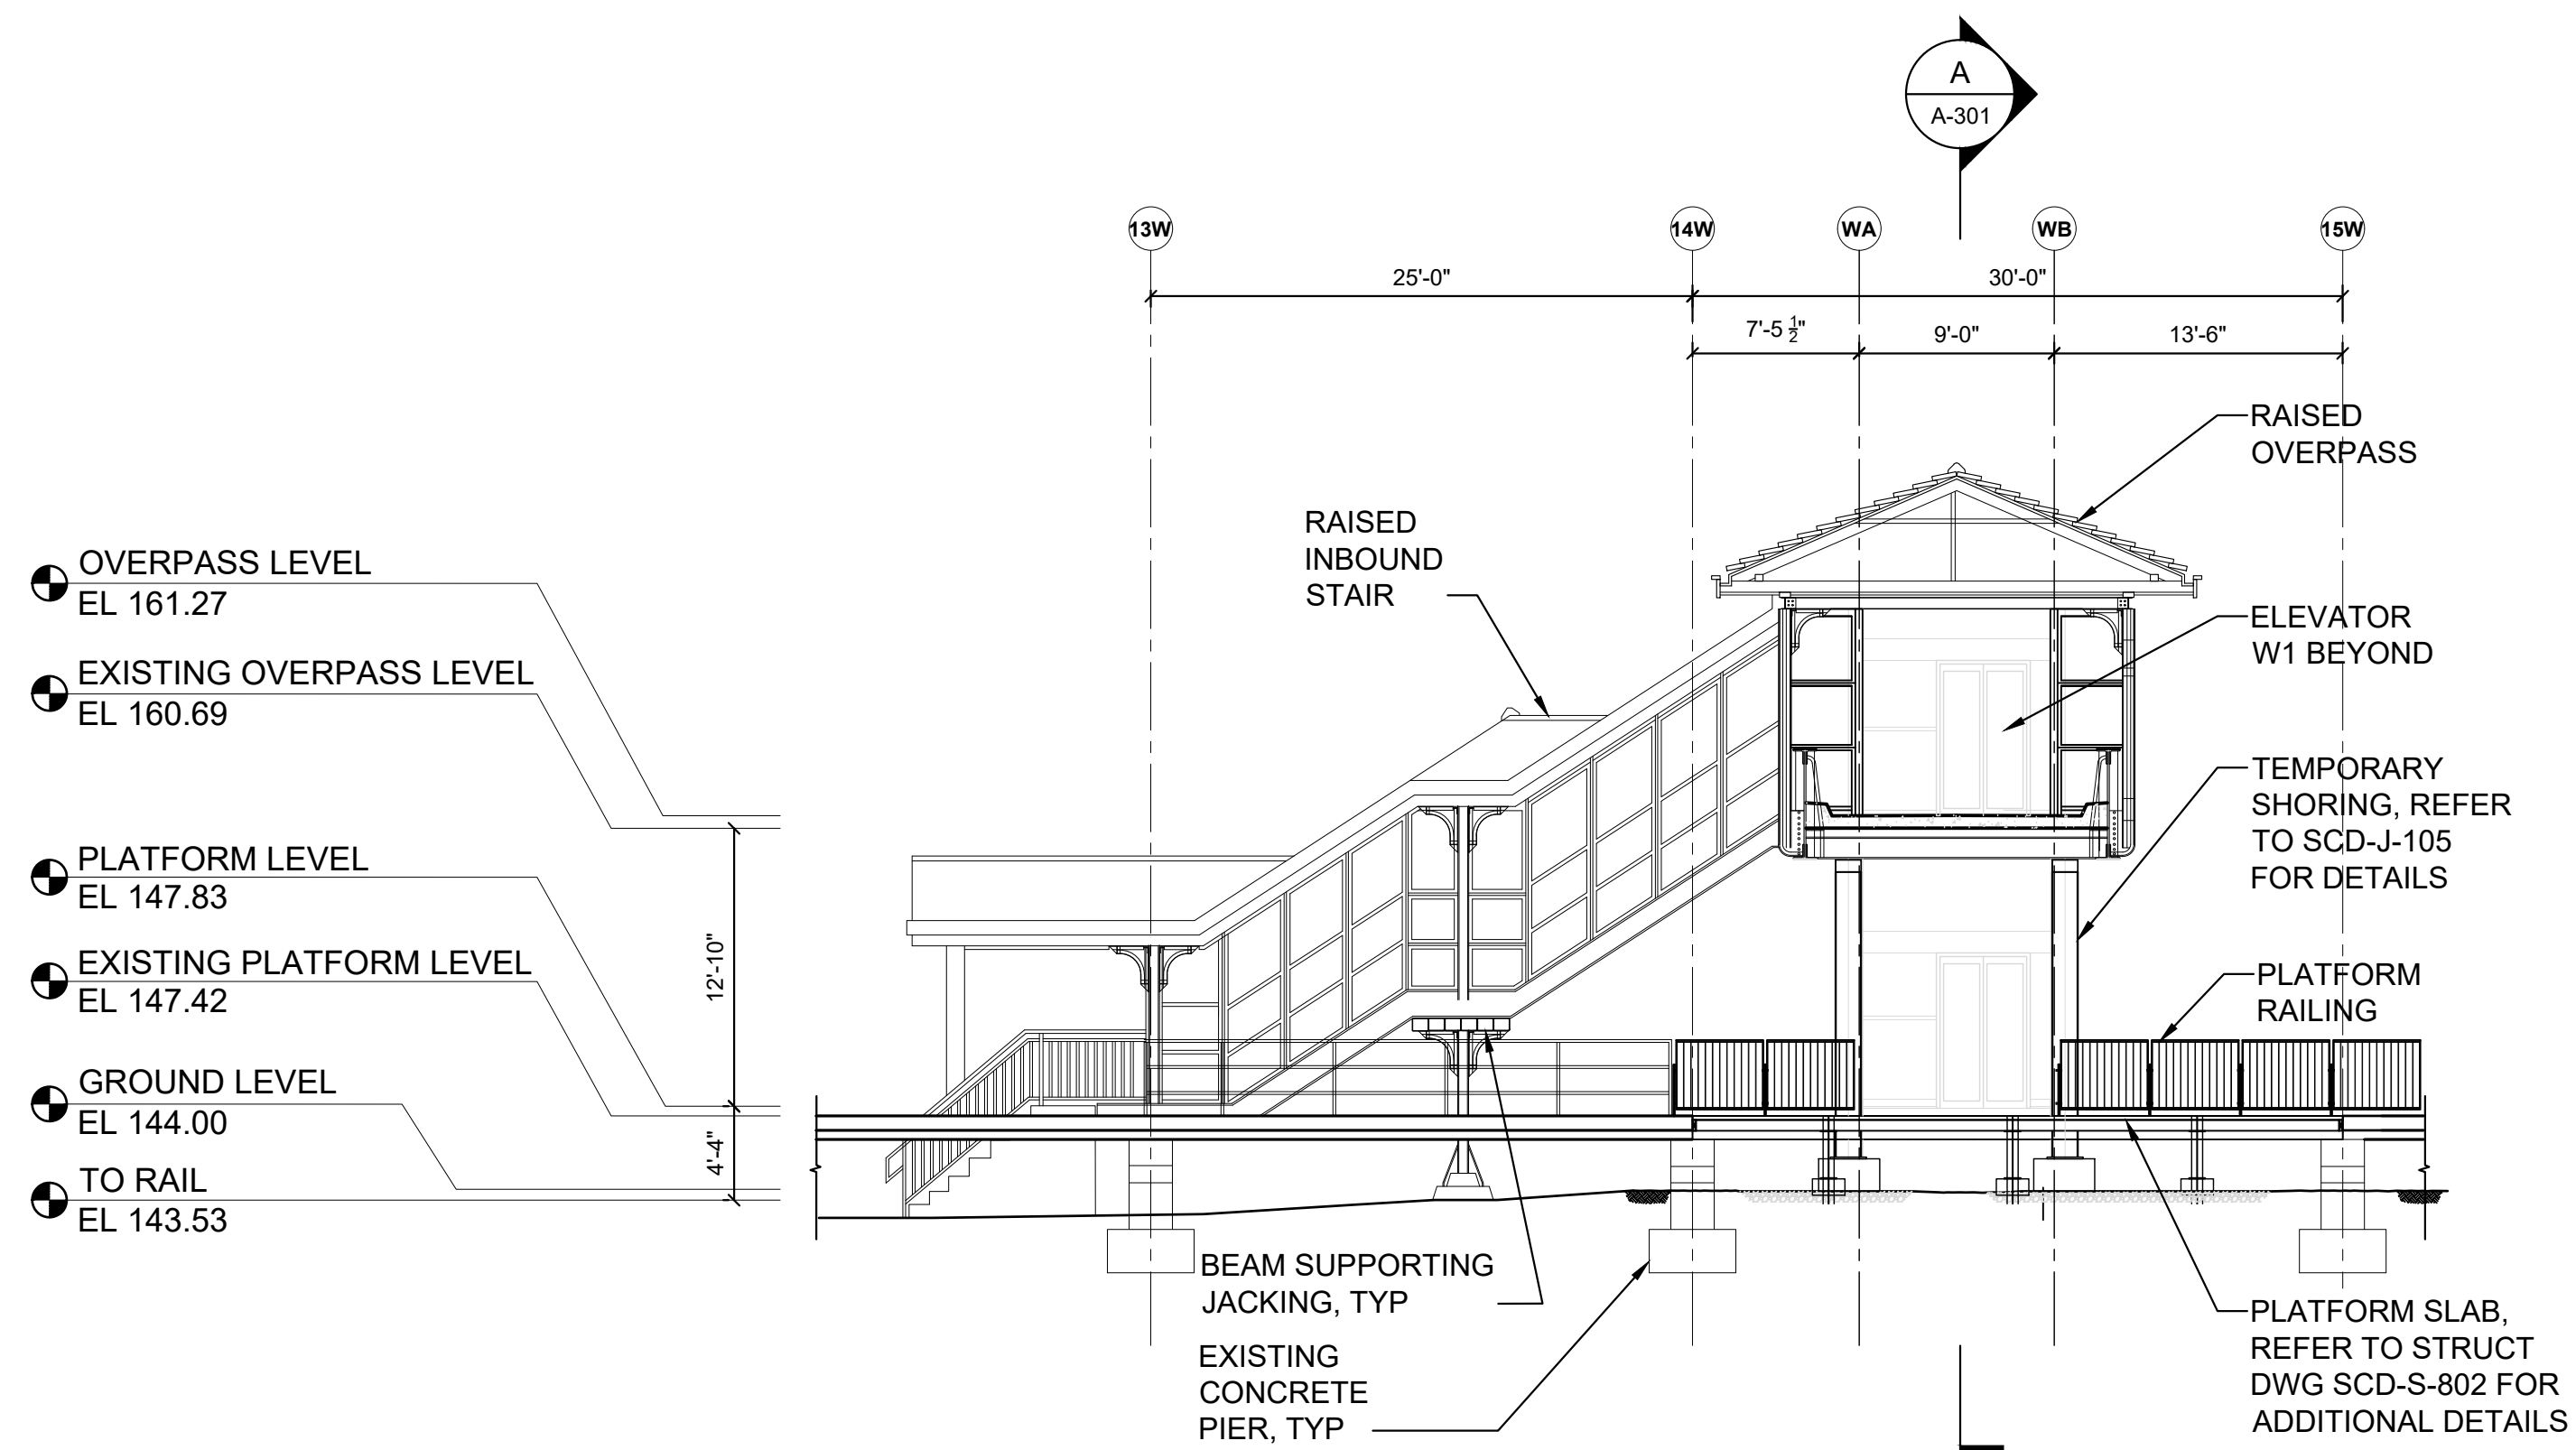 A
A-301
13W
14W
WA
WB
15W
25'-0"
30'-0"
7'-5 1/2"
9'-0"
13'-6"
RAISED
OVERPASS
RAISED
INBOUND
STAIR
OVERPASS LEVEL
EL 161.27
ELEVATOR
W1 BEYOND
EXISTING OVERPASS LEVEL
EL 160.69
TEMPORARY
SHORING, REFER
TO SCD-J-105
FOR DETAILS
PLATFORM LEVEL
EL 147.83
12'-10"
EXISTING PLATFORM LEVEL
EL 147.42
PLATFORM
RAILING
GROUND LEVEL
EL 144.00
4'-4"
TO RAIL
EL 143.53
BEAM SUPPORTING
JACKING, TYP
EXISTING
CONCRETE
PIER, TYP
PLATFORM SLAB,
REFER TO STRUCT
DWG SCD-S-802 FOR
ADDITIONAL DETAILS